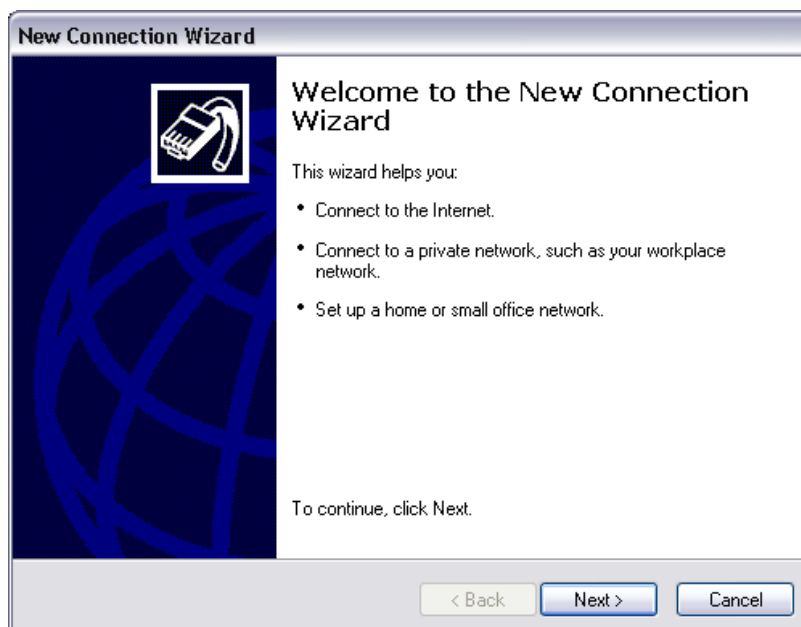 New Connection Wizard
Welcome to the New Connection
Wizard
This wizard helps you:
• Connect to the Internet.
• Connect to a private network, such as your workplace
network.
• Set up a home or small office network.
To continue, click Next.
< Back Next > Cancel